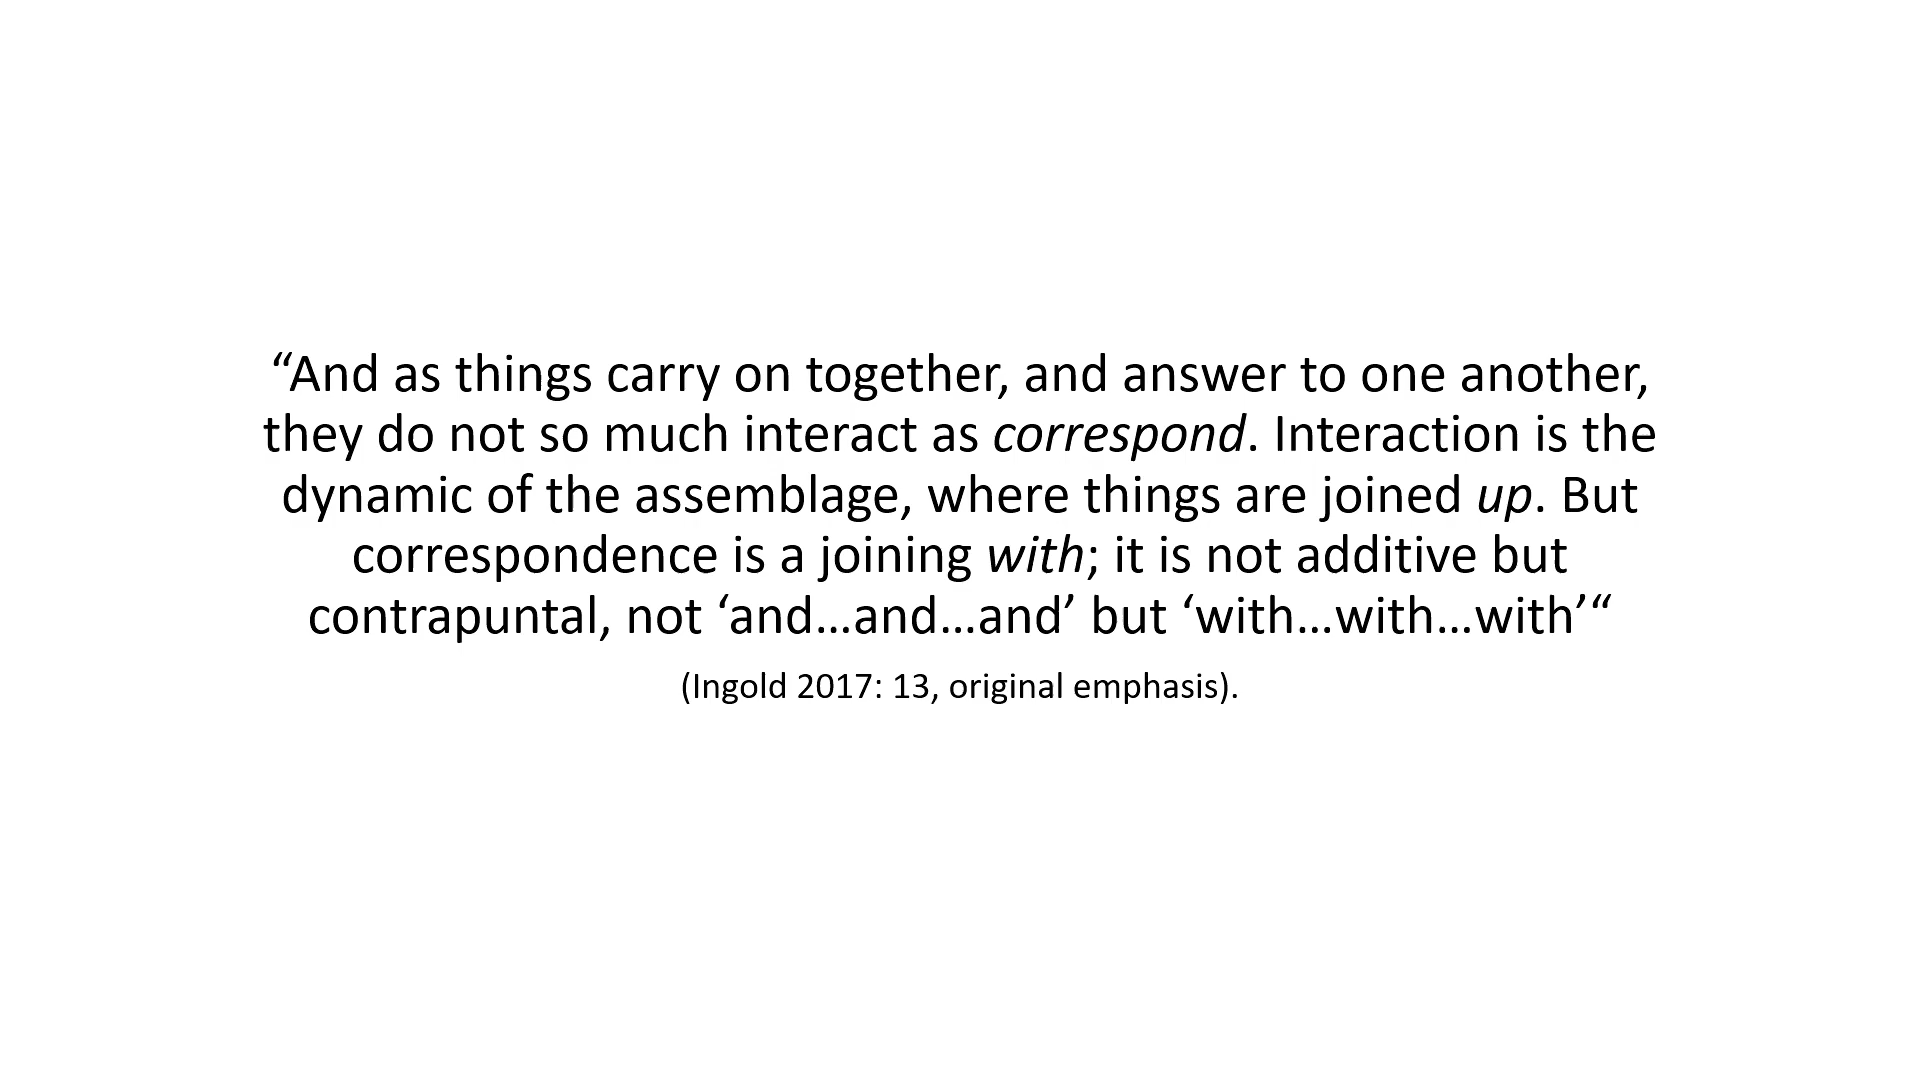 “And as things carry on together, and answer to one another,
they do not so much interact as correspond. Interaction is the
dynamic of the assemblage, where things are joined up. But
correspondence is a joining with; it is not additive but
contrapuntal, not ‘and…and…and’ but ‘with…with…with’“
(Ingold 2017: 13, original emphasis).